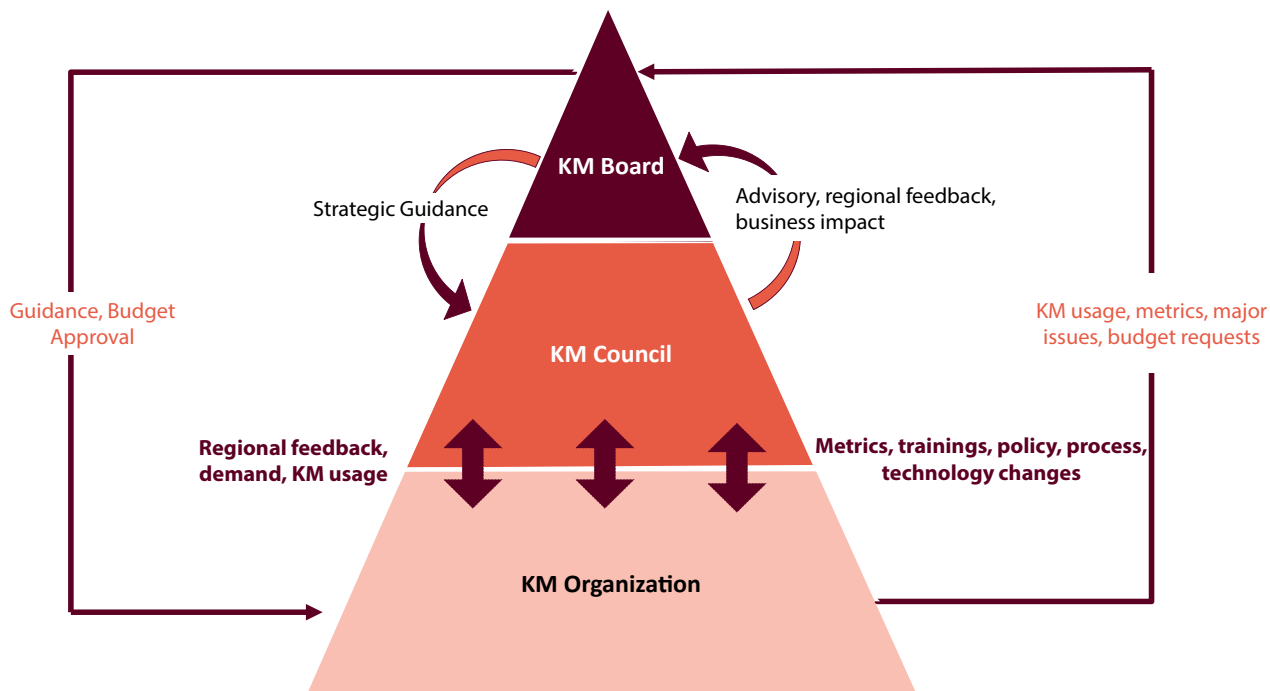 KM Board
Strategic Guidance
Advisory, regional feedback,
business impact
Guidance, Budget
Approval
KM usage, metrics, major
issues, budget requests
KM Council
Regional feedback,
demand, KM usage
Metrics, trainings, policy, process,
technology changes
KM Organization